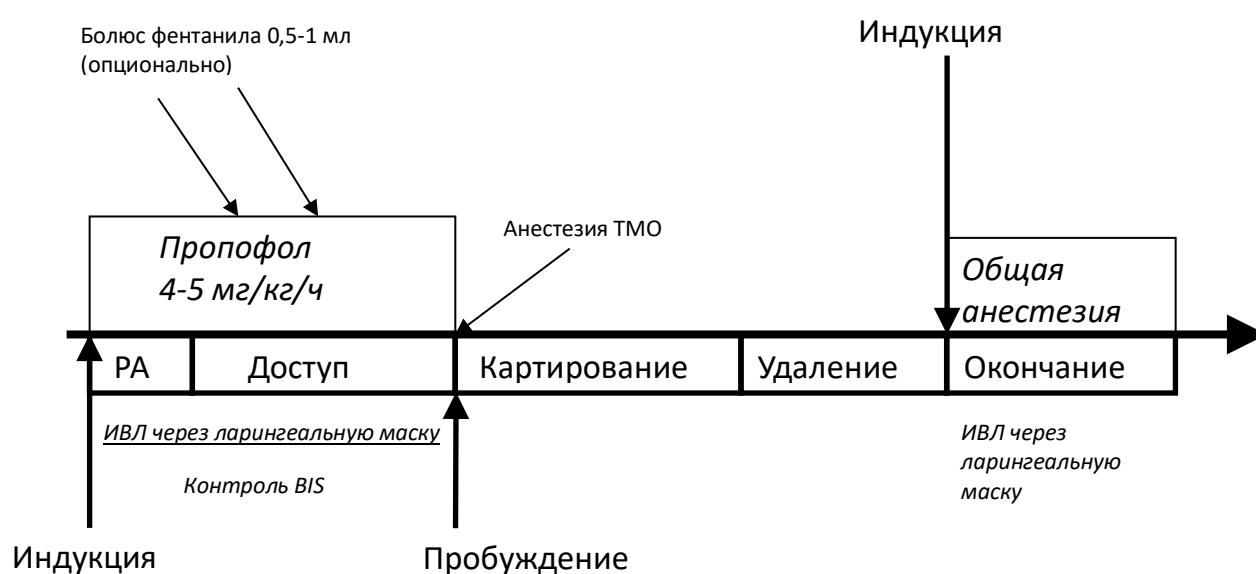 Болюс фентанила 0,5-1 мл
(опционально)
Индукция
Пропофол
4-5 мг/кг/ч
Анестезия ТМО
Общая
анестезия
РА
Доступ
Картирование
Удаление
Окончание
ИВЛ через ларингеальную маску
Контроль BIS
ИВЛ через
ларингеальную
маску
Индукция
Пробуждение